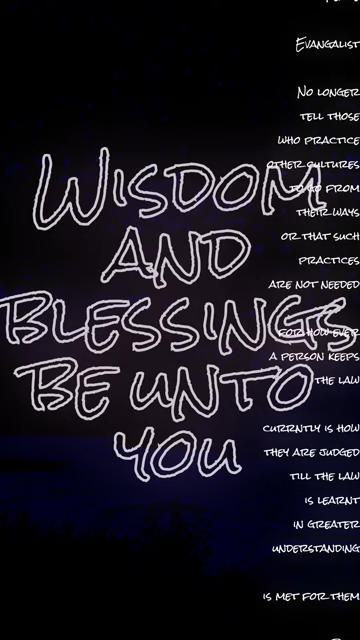 Evangalist
No longer
tell those
who practice
other cultures
to go from
their ways
or that such
practices
are not needed
for how ever
a person keeps
the law
currntly is how
they are judged
till the law
is learnt
in greater
understanding
is met for them
Wisdom
and
Blessings
be unto
you